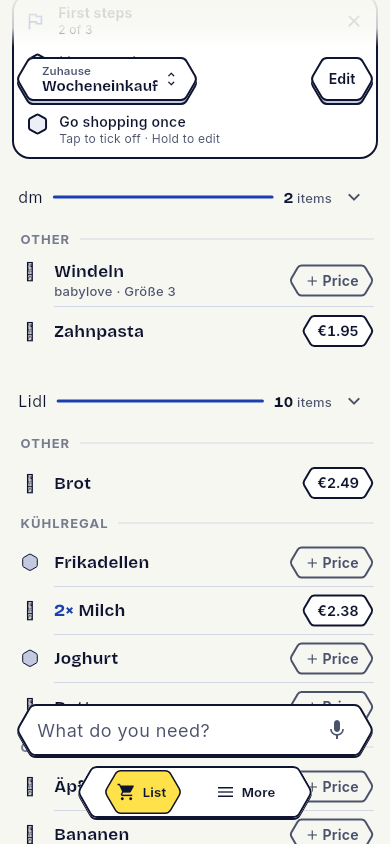 First steps
2 of 3
Zuhause
Wocheneinkauf
Edit
Go shopping once
Tap to tick off · Hold to edit
dm
2 items
OTHER
Windeln
+ Price
babylove · Größe 3
Zahnpasta
€1.95
Lidl
10 items
OTHER
Brot
€2.49
KÜHLREGAL
Frikadellen
+ Price
2× Milch
€2.38
Joghurt
+ Price
What do you need?
+ Price
List
More
Bananen
+ Price